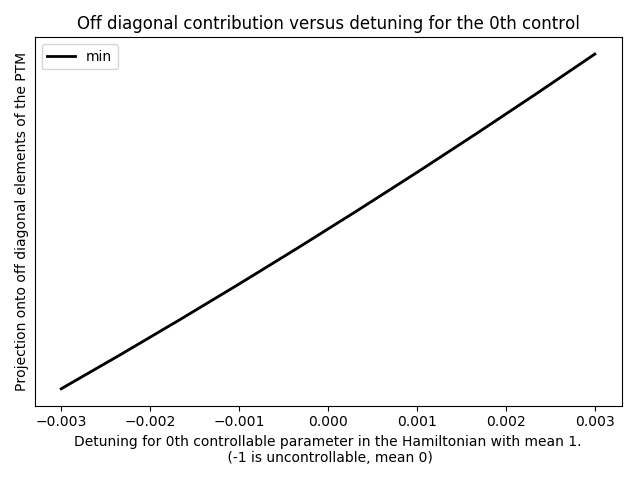 Off diagonal contribution versus detuning for the 0th control
min
Projection onto off diagonal elements of the PTM
−0.003 −0.002 −0.001 0.000 0.001 0.002 0.003
Detuning for 0th controllable parameter in the Hamiltonian with mean 1.
(-1 is uncontrollable, mean 0)